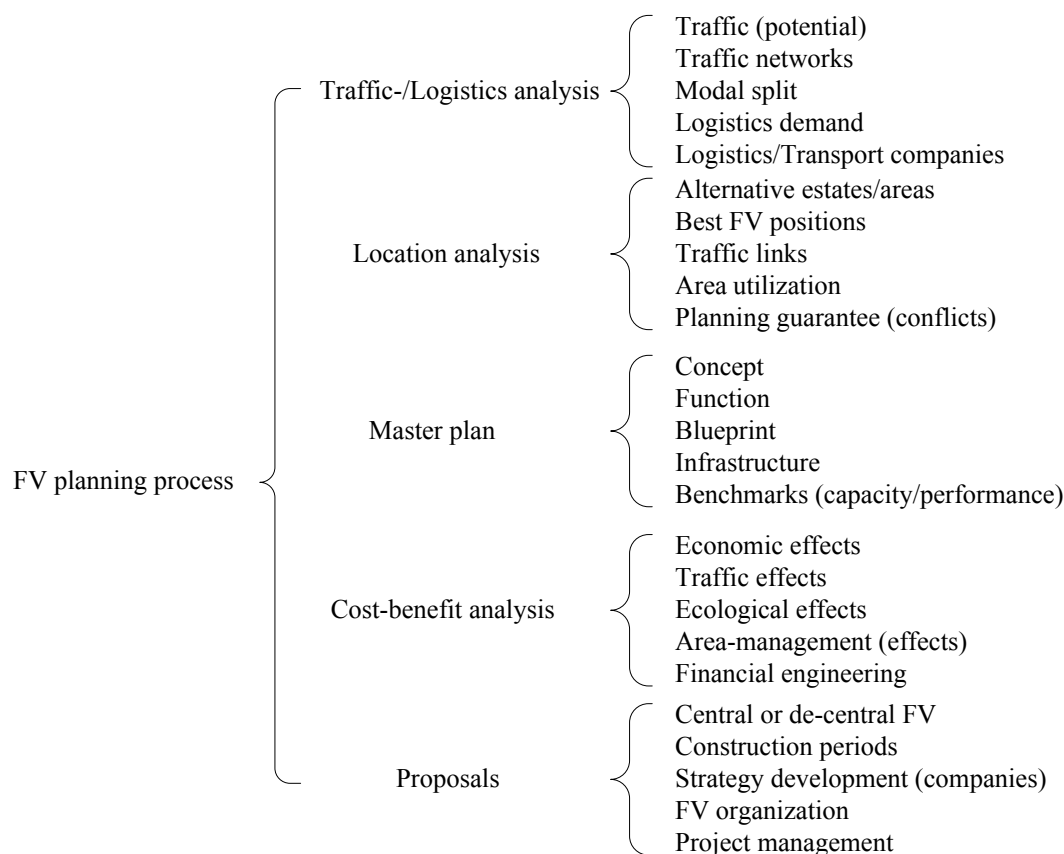 FV planning process
Traffic-/Logistics analysis
Traffic (potential)
Traffic networks
Modal split
Logistics demand
Logistics/Transport companies
Location analysis
Alternative estates/areas
Best FV positions
Traffic links
Area utilization
Planning guarantee (conflicts)
Master plan
Concept
Function
Blueprint
Infrastructure
Benchmarks (capacity/performance)
Cost-benefit analysis
Economic effects
Traffic effects
Ecological effects
Area-management (effects)
Financial engineering
Proposals
Central or de-central FV
Construction periods
Strategy development (companies)
FV organization
Project management